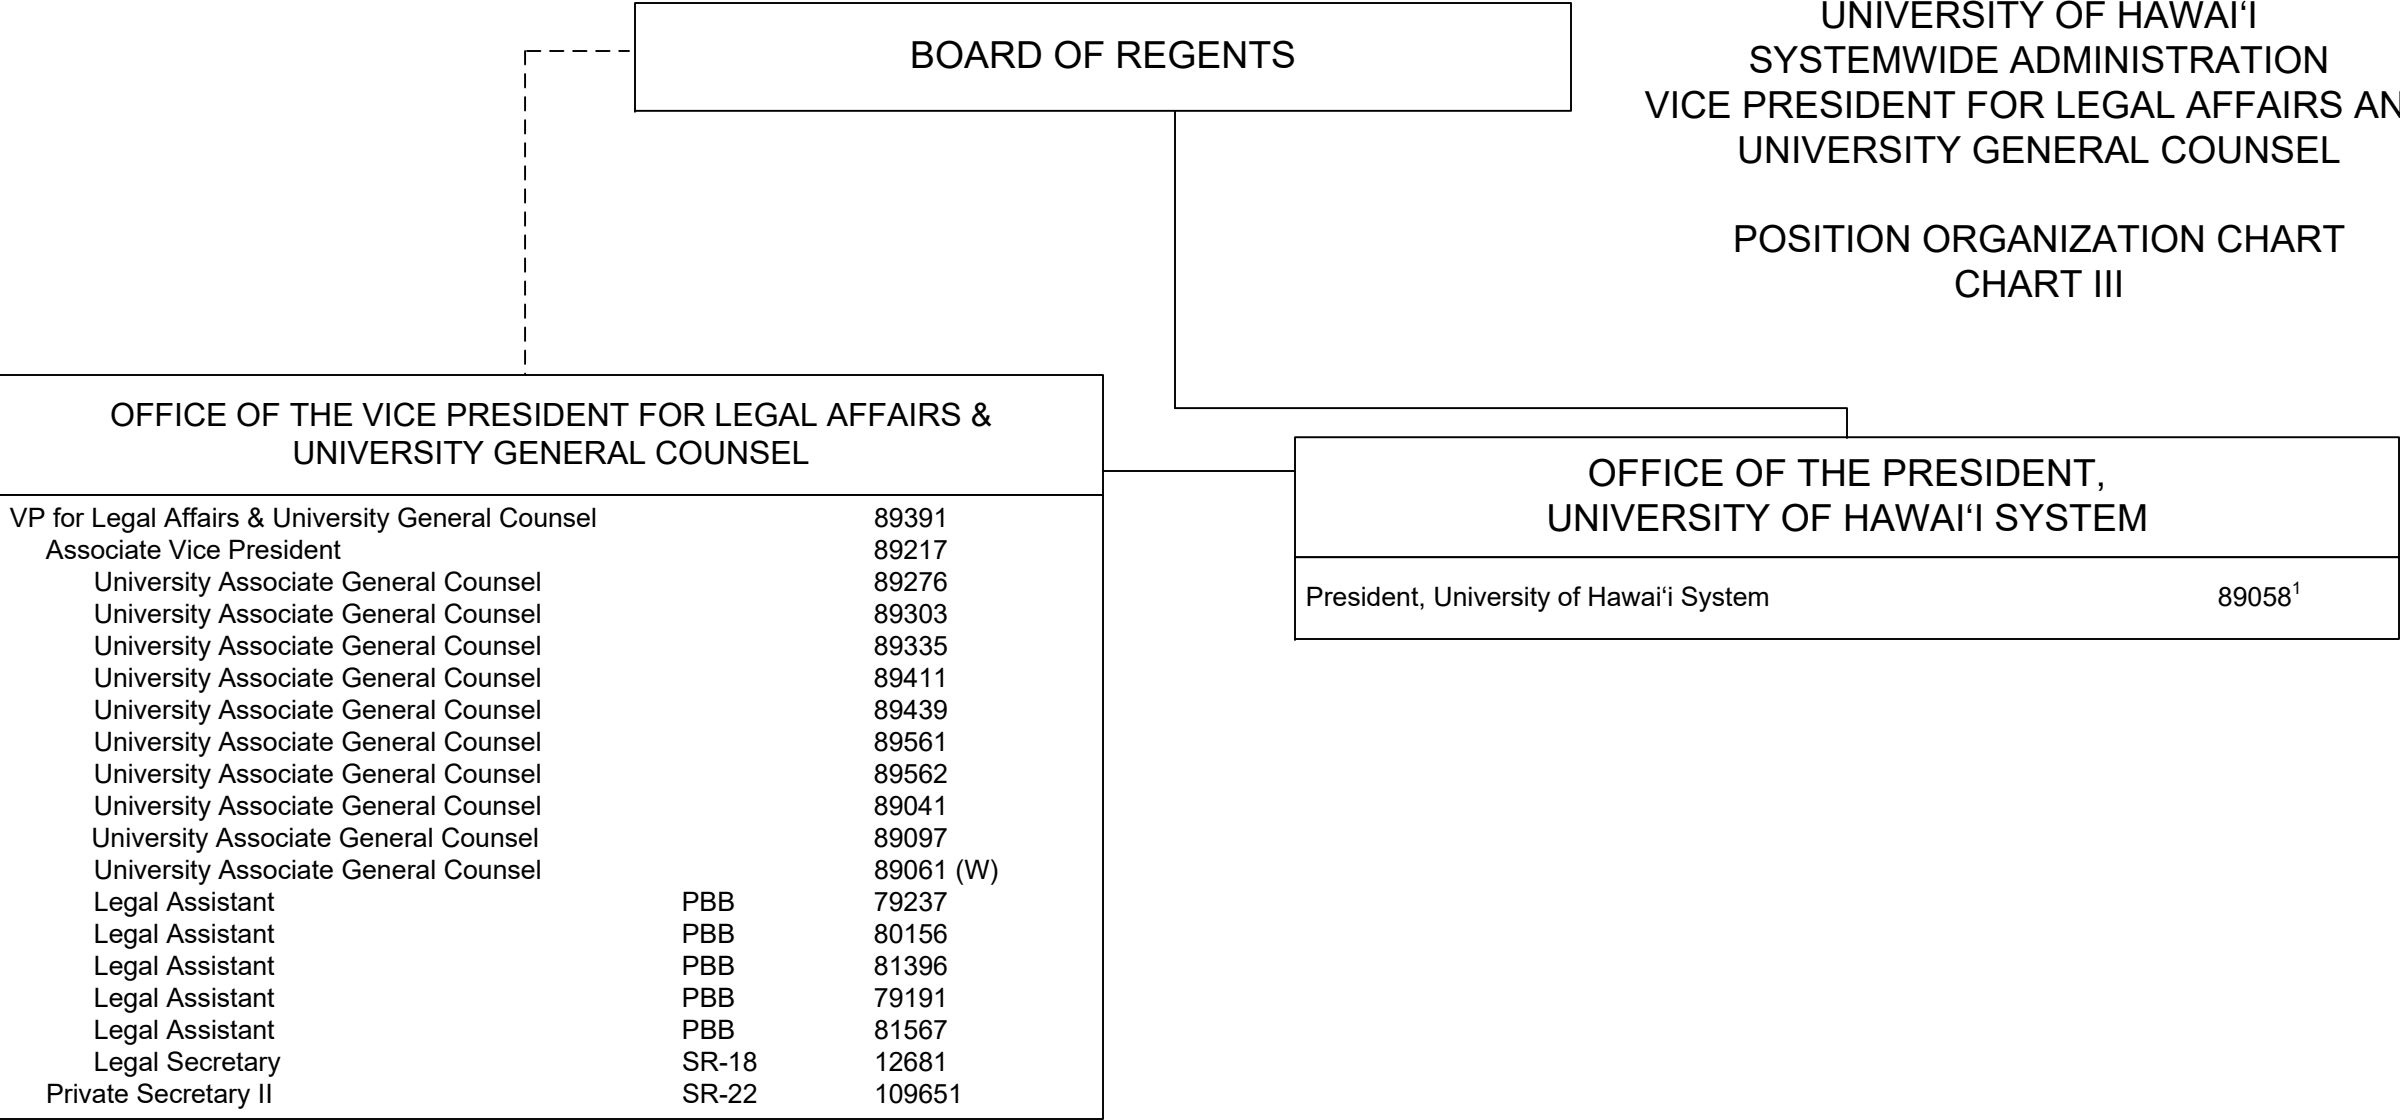 BOARD OF REGENTS
UNIVERSITY OF HAWAI‘I
SYSTEMWIDE ADMINISTRATION
VICE PRESIDENT FOR LEGAL AFFAIRS AN
UNIVERSITY GENERAL COUNSEL
POSITION ORGANIZATION CHART
CHART III
OFFICE OF THE VICE PRESIDENT FOR LEGAL AFFAIRS &
UNIVERSITY GENERAL COUNSEL
VP for Legal Affairs & University General Counsel 89391
Associate Vice President 89217
University Associate General Counsel 89276
University Associate General Counsel 89303
University Associate General Counsel 89335
University Associate General Counsel 89411
University Associate General Counsel 89439
University Associate General Counsel 89561
University Associate General Counsel 89562
University Associate General Counsel 89041
University Associate General Counsel 89097
University Associate General Counsel 89061 (W)
Legal Assistant PBB 79237
Legal Assistant PBB 80156
Legal Assistant PBB 81396
Legal Assistant PBB 79191
Legal Assistant PBB 81567
Legal Secretary SR-18 12681
Private Secretary II SR-22 109651
OFFICE OF THE PRESIDENT,
UNIVERSITY OF HAWAI‘I SYSTEM
President, University of Hawai‘i System 89058¹